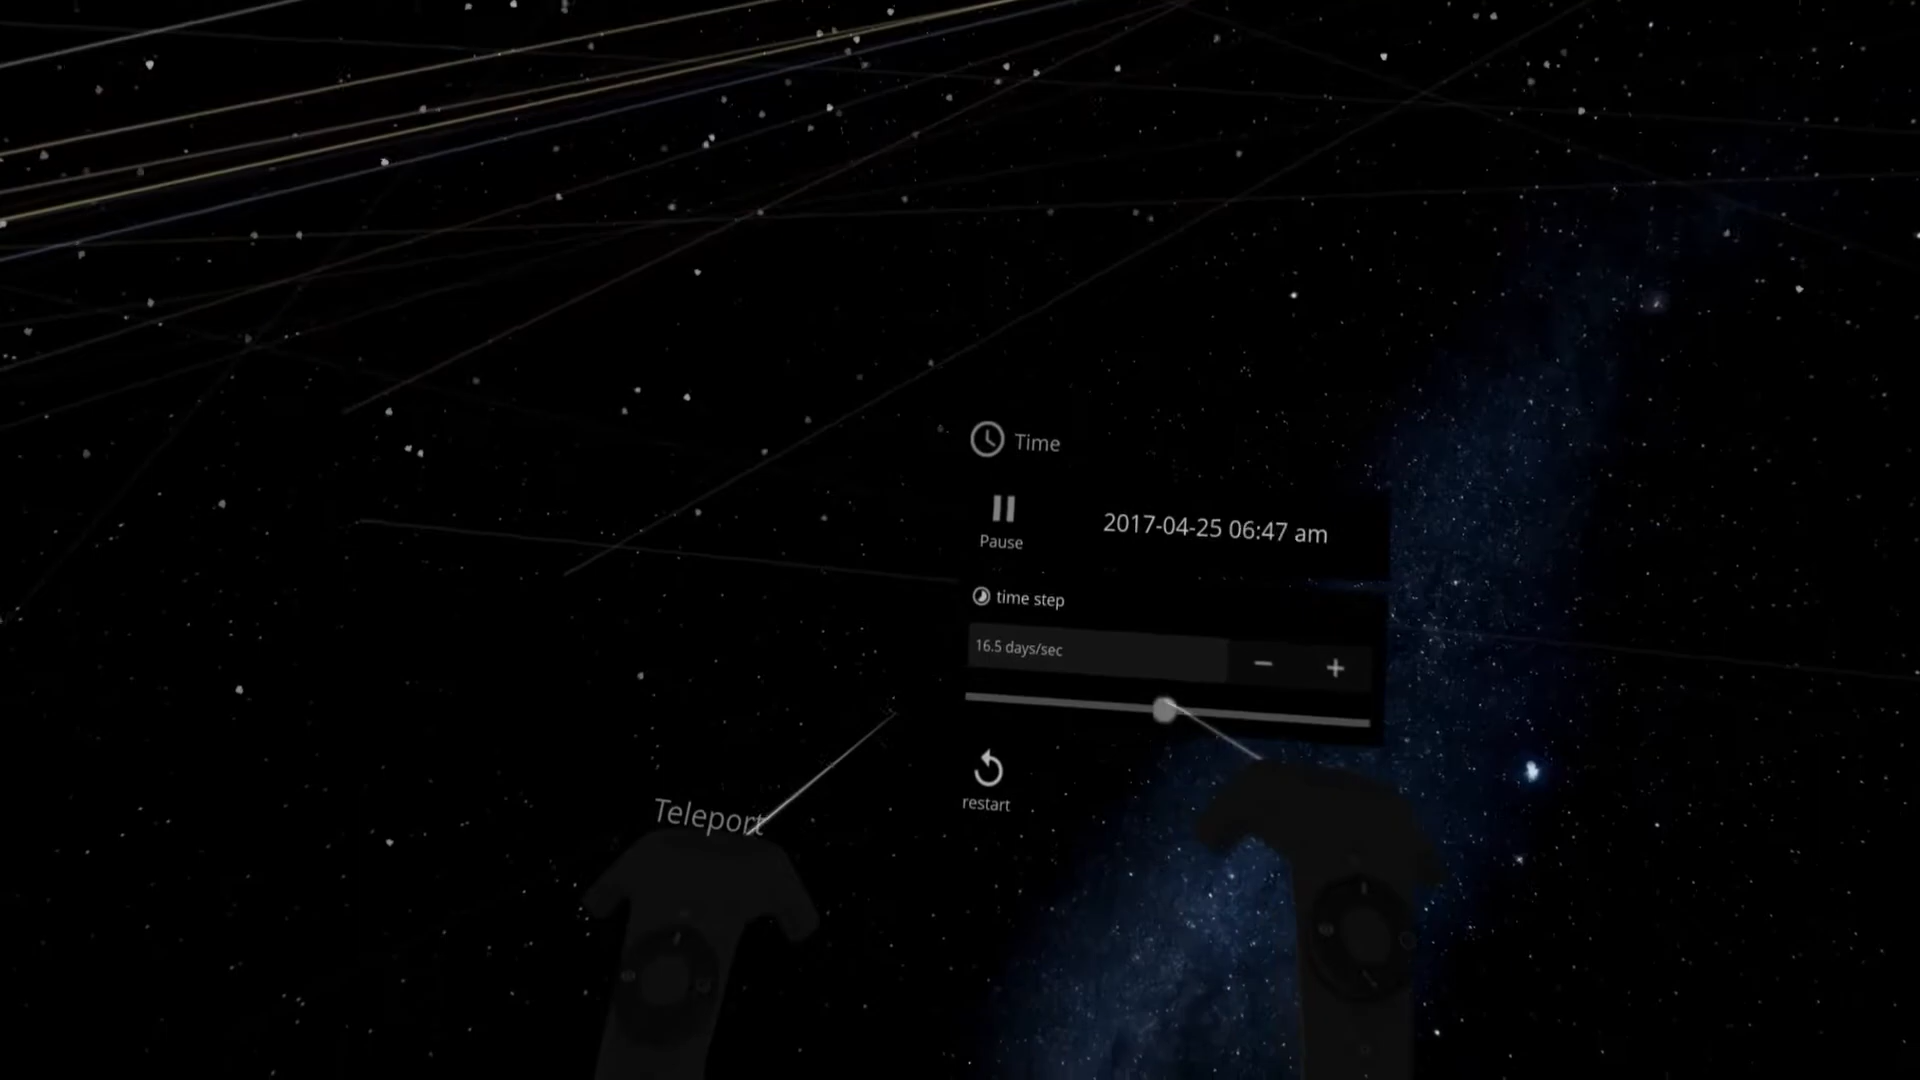 Time
Pause
2017-04-25 06:47 am
time step
16.5 days/sec
− +
restart
Teleport